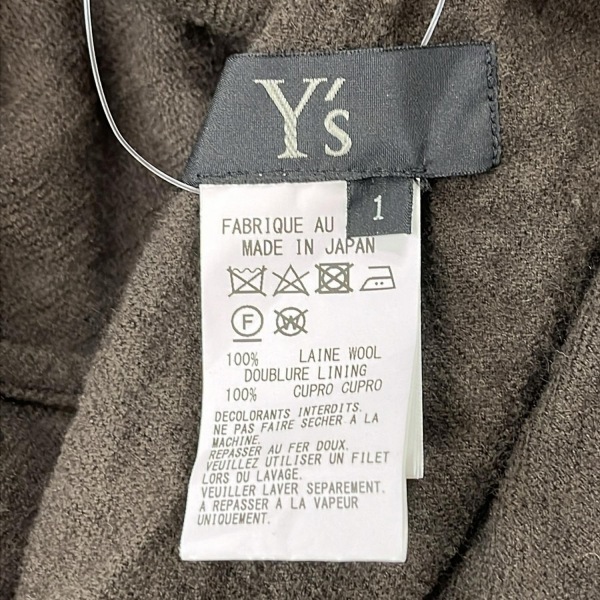 Y's
1
FABRIQUE AU
MADE IN JAPAN
F
W
100% LAINE WOOL
DOUBLURE LINING
100% CUPRO CUPRO
DECOLORANTS INTERDITS.
NE PAS FAIRE SECHER A LA
MACHINE.
REPASSER AU FER DOUX.
VEUILLEZ UTILISER UN FILET
LORS DU LAVAGE.
VEUILLER LAVER SEPAREMENT.
A REPASSER A LA VAPEUR
UNIQUEMENT.